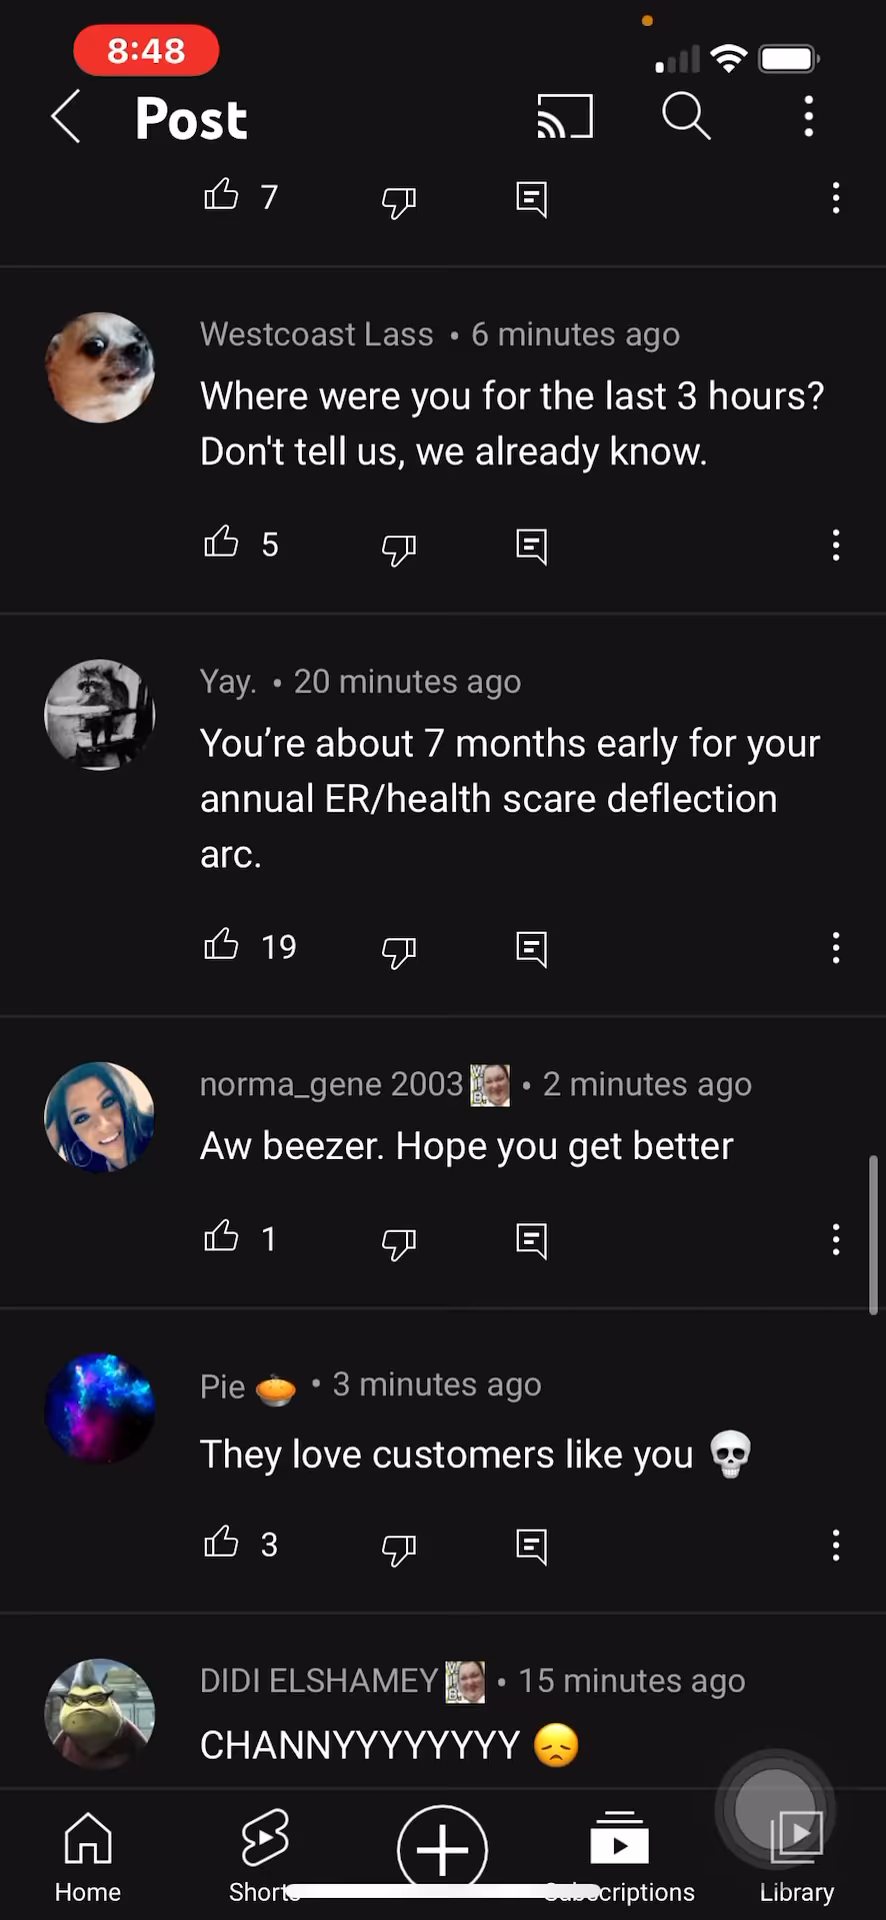 8:48
Post
7
Westcoast Lass • 6 minutes ago
Where were you for the last 3 hours?
Don't tell us, we already know.
5
Yay. • 20 minutes ago
You’re about 7 months early for your
annual ER/health scare deflection
arc.
19
norma_gene 2003 • 2 minutes ago
Aw beezer. Hope you get better
1
Pie 🥧 • 3 minutes ago
They love customers like you 💀
3
DIDI ELSHAMEY • 15 minutes ago
CHANNYYYYYYYY 😞
Home Shorts Subscriptions Library